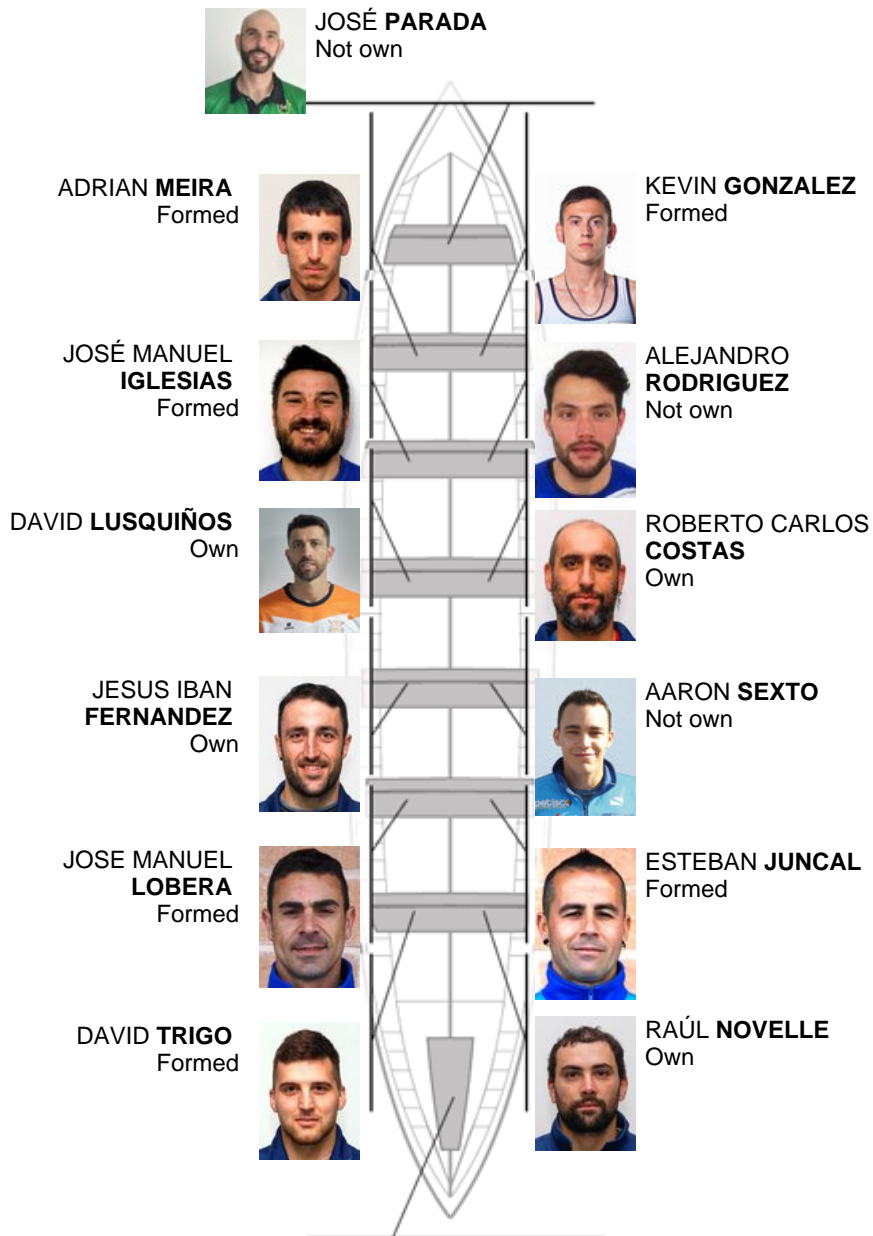 JOSÉ PARADA
Not own
ADRIAN MEIRA
Formed
KEVIN GONZALEZ
Formed
JOSÉ MANUEL
IGLESIAS
Formed
ALEJANDRO
RODRIGUEZ
Not own
DAVID LUSQUIÑOS
Own
ROBERTO CARLOS
COSTAS
Own
JESUS IBAN
FERNANDEZ
Own
AARON SEXTO
Not own
JOSE MANUEL
LOBERA
Formed
ESTEBAN JUNCAL
Formed
DAVID TRIGO
Formed
RAÚL NOVELLE
Own